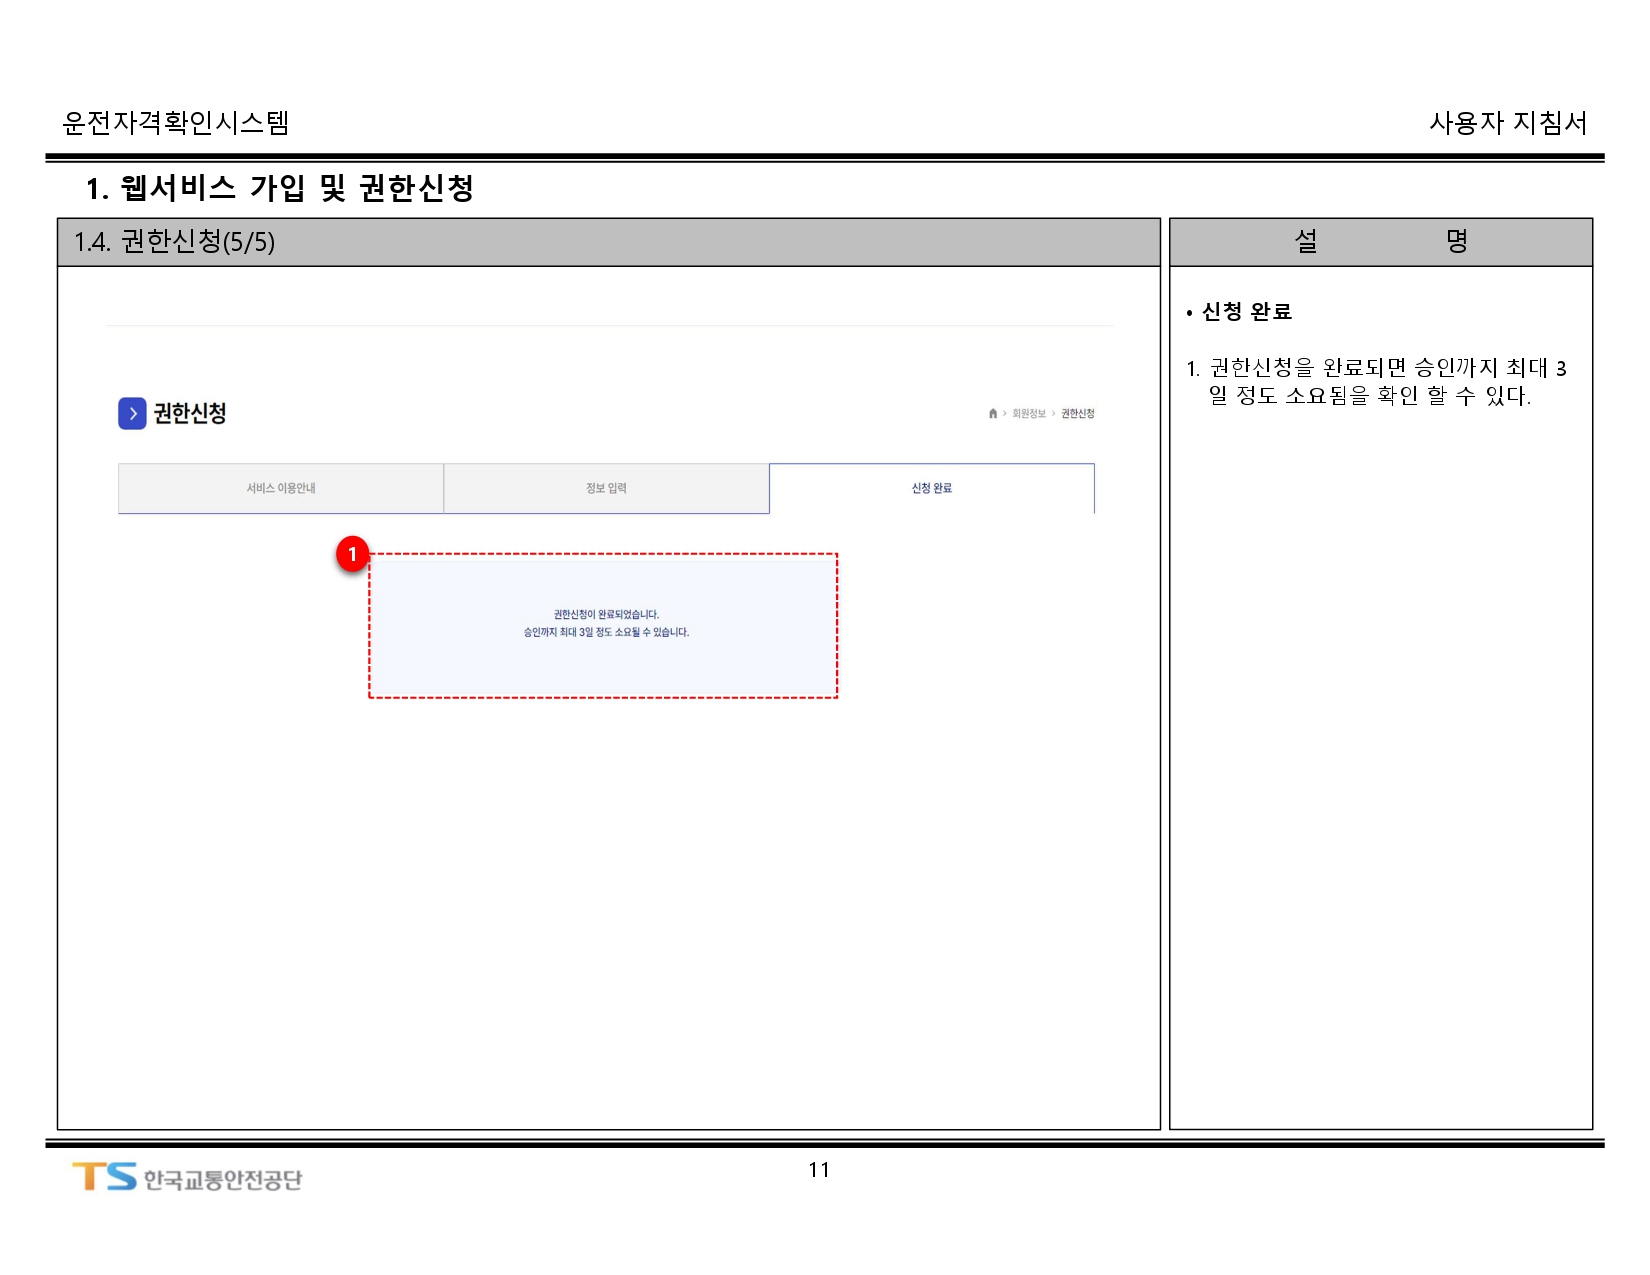 운전자격확인시스템
사용자 지침서
1. 웹서비스 가입 및 권한신청
1.4. 권한신청(5/5)
설 명
권한신청
회원정보 > 권한신청
서비스 이용안내
정보 입력
신청 완료
1
권한신청이 완료되었습니다.
승인까지 최대 3일 정도 소요될 수 있습니다.
• 신청 완료
1. 권한신청을 완료되면 승인까지 최대 3
일 정도 소요됨을 확인 할 수 있다.
TS 한국교통안전공단
11